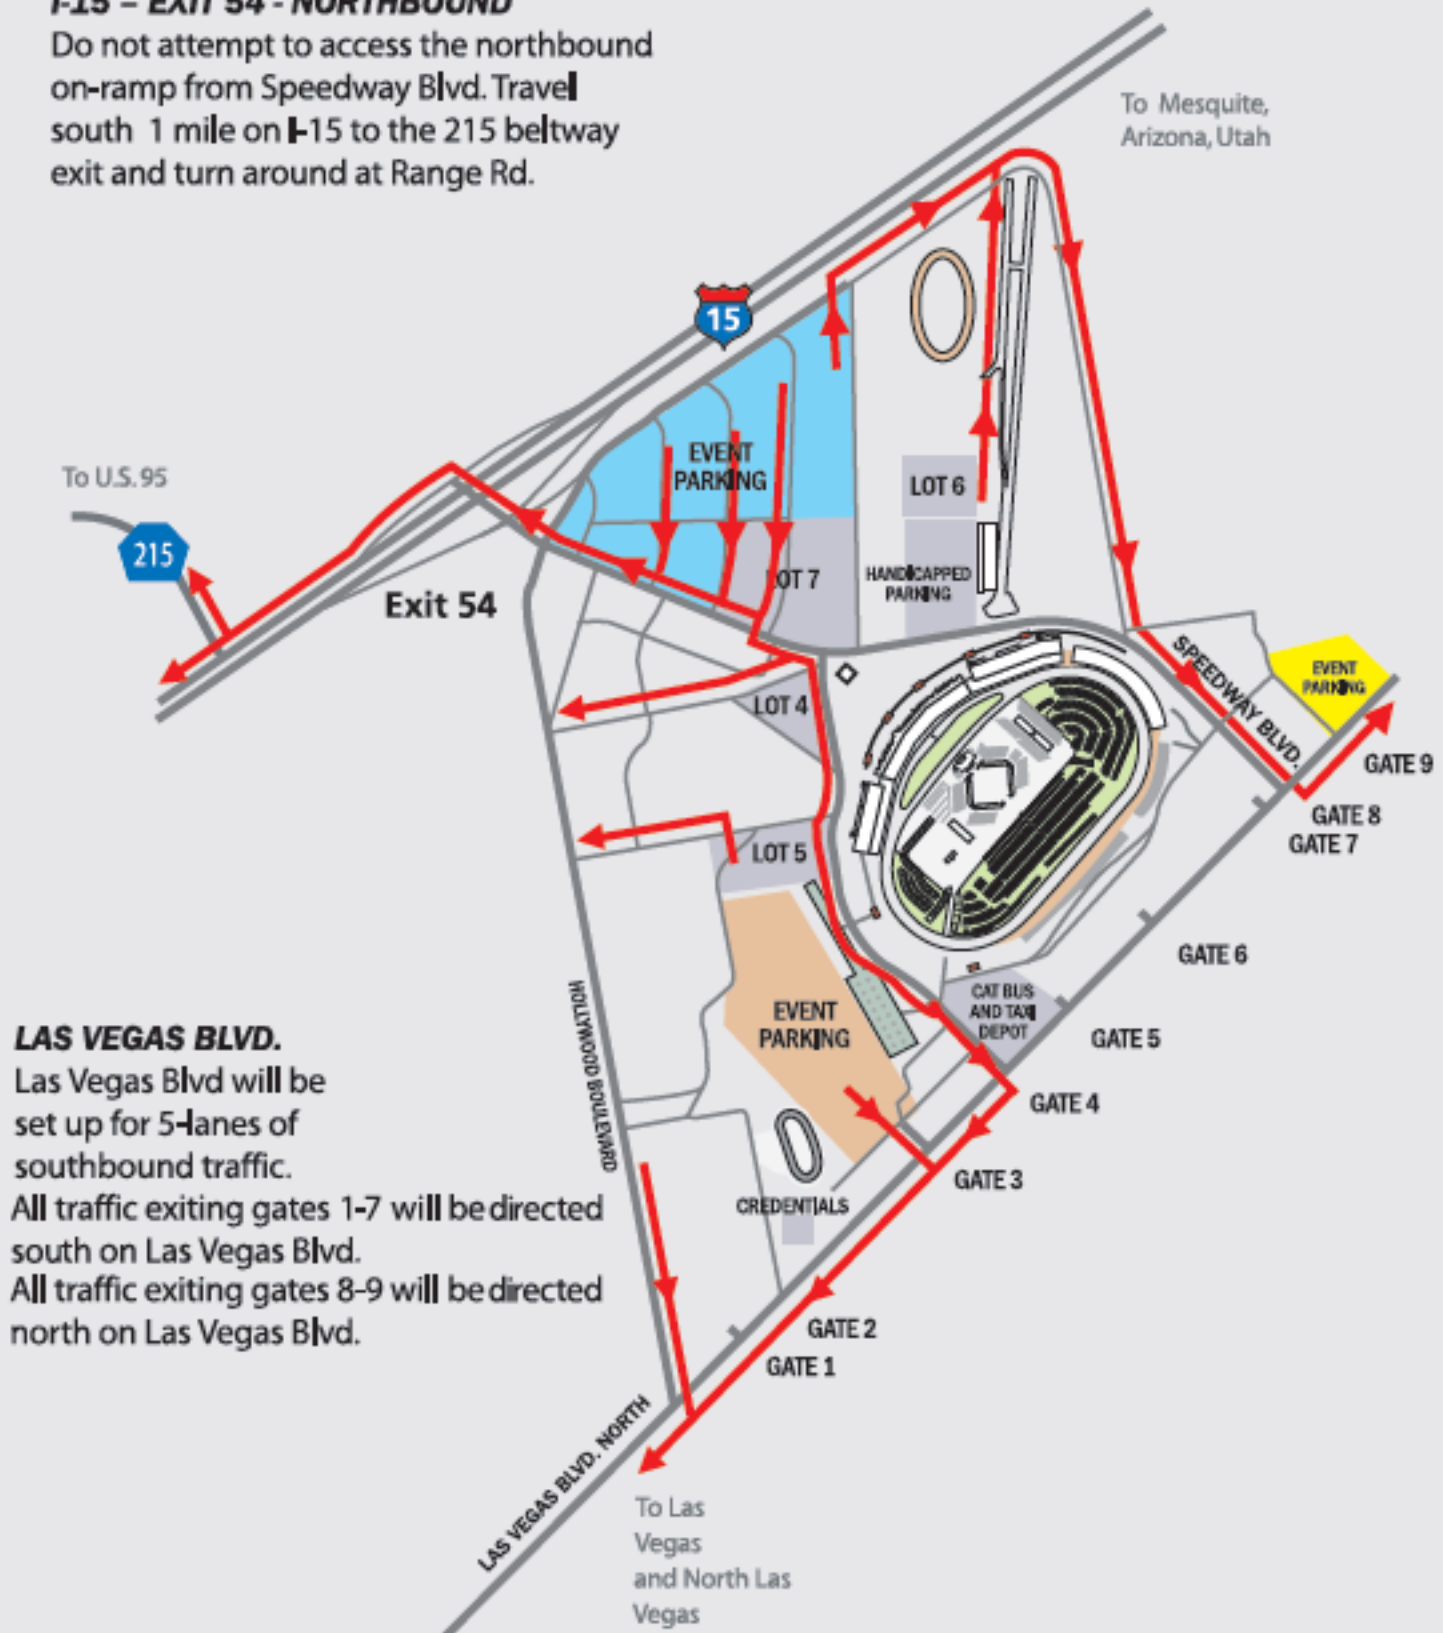 I-15 – EXIT 54 - NORTHBOUND
Do not attempt to access the northbound
on-ramp from Speedway Blvd. Travel
south 1 mile on I-15 to the 215 beltway
exit and turn around at Range Rd.
To Mesquite,
Arizona, Utah
15
To U.S. 95
215
Exit 54
EVENT
PARKING
LOT 6
LOT 7
HANDICAPPED
PARKING
SPEEDWAY BLVD.
EVENT
PARKING
LOT 4
GATE 9
GATE 8
GATE 7
LOT 5
GATE 6
CAT BUS
AND TAXI
DEPOT
EVENT
PARKING
GATE 5
GATE 4
HOLLYWOOD BOULEVARD
GATE 3
CREDENTIALS
LAS VEGAS BLVD.
Las Vegas Blvd will be
set up for 5-lanes of
southbound traffic.
All traffic exiting gates 1-7 will be directed
south on Las Vegas Blvd.
All traffic exiting gates 8-9 will be directed
north on Las Vegas Blvd.
GATE 2
GATE 1
LAS VEGAS BLVD. NORTH
To Las
Vegas
and North Las
Vegas